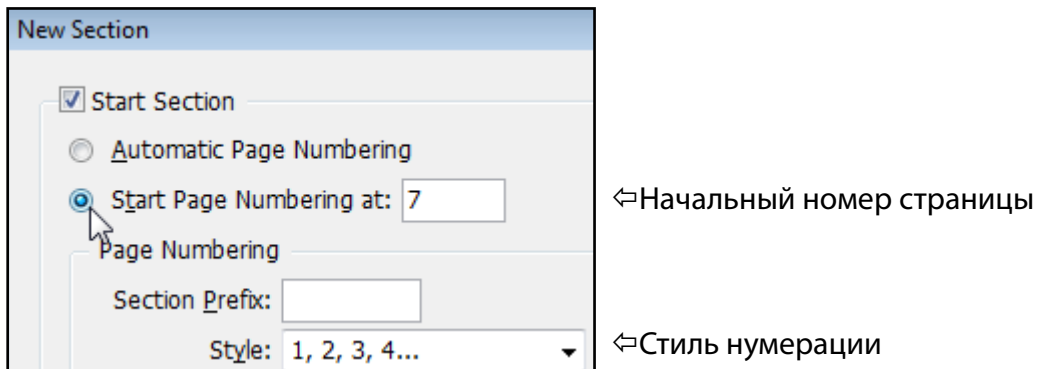 New Section
Start Section
Automatic Page Numbering
Start Page Numbering at: 7 ⇦Начальный номер страницы
Page Numbering
Section Prefix:
Style: 1, 2, 3, 4... ⇦Стиль нумерации